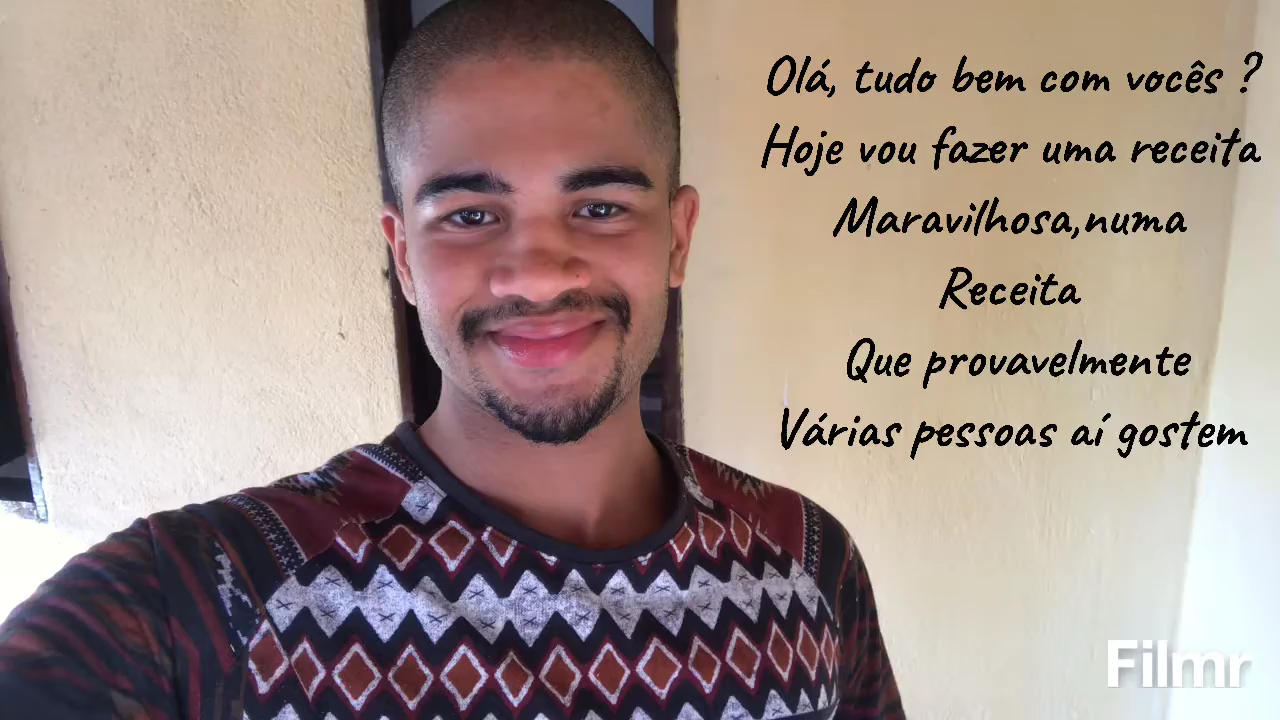 Olá, tudo bem com vocês ?
Hoje vou fazer uma receita
Maravilhosa,numa
Receita
Que provavelmente
Várias pessoas aí gostem
Filmr